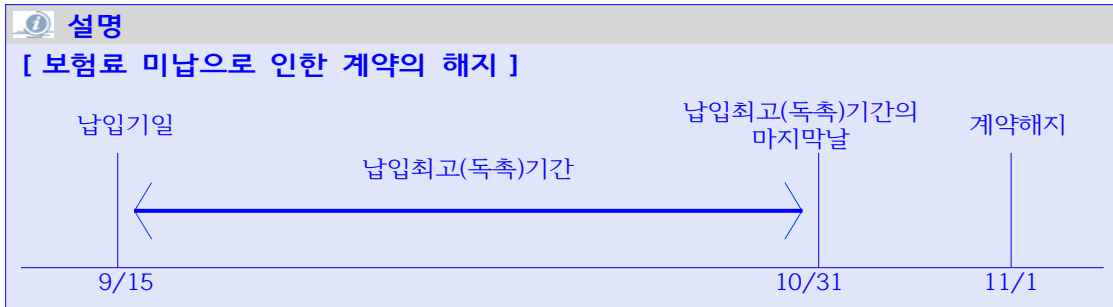 설명
[ 보험료 미납으로 인한 계약의 해지 ]
납입기일
납입최고(독촉)기간의
마지막날
계약해지
납입최고(독촉)기간
9/15
10/31
11/1